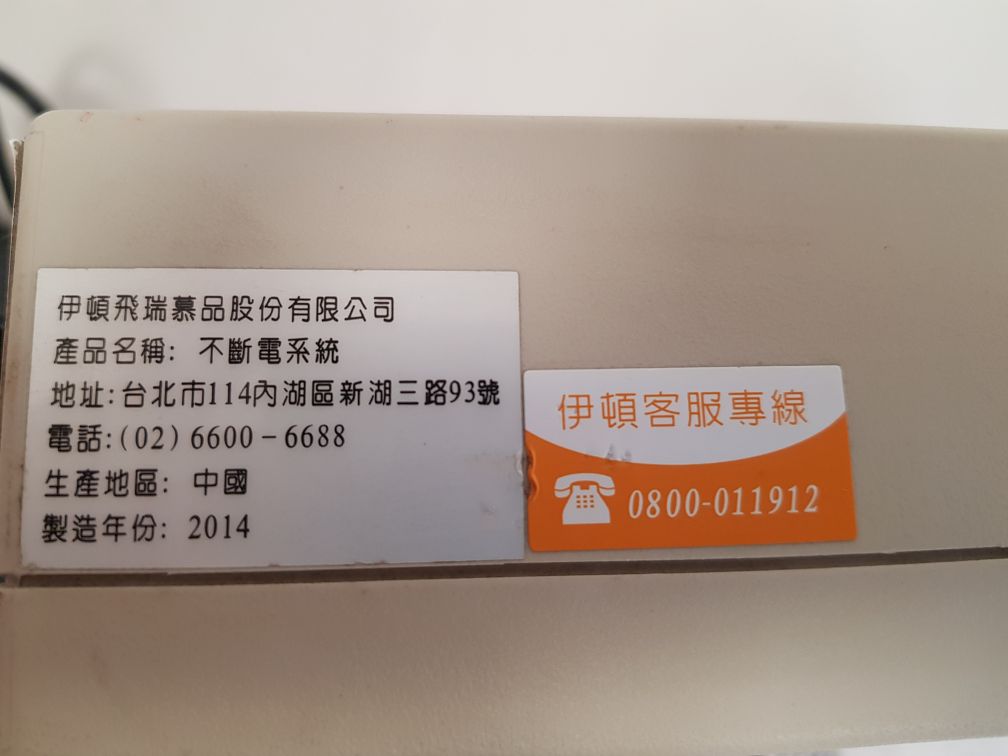 伊頓飛瑞慕品股份有限公司
產品名稱: 不斷電系統
地址:台北市114內湖區新湖三路93號
電話:(02) 6600-6688
生產地區: 中國
製造年份: 2014
伊頓客服專線
0800-011912